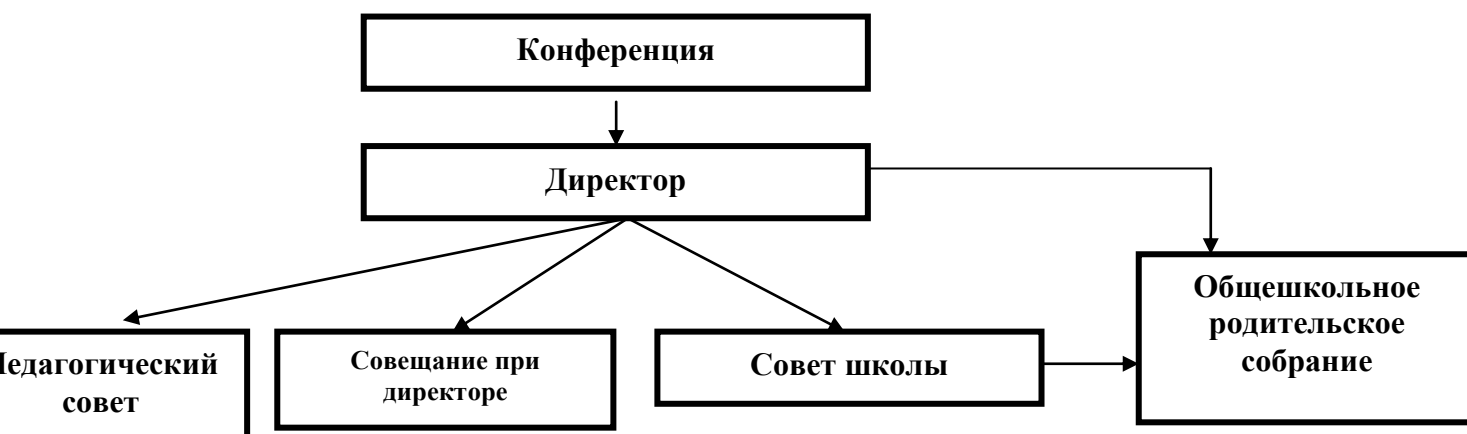 Конференция
Директор
Общешкольное
родительское
собрание
Педагогический
совет
Совещание при
директоре
Совет школы